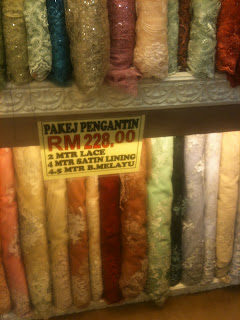 PAKEJ PENGANTIN
RM 228.00
2 MTR LACE
4 MTR SATIN LINING
4.5 MTR B.MELAYU